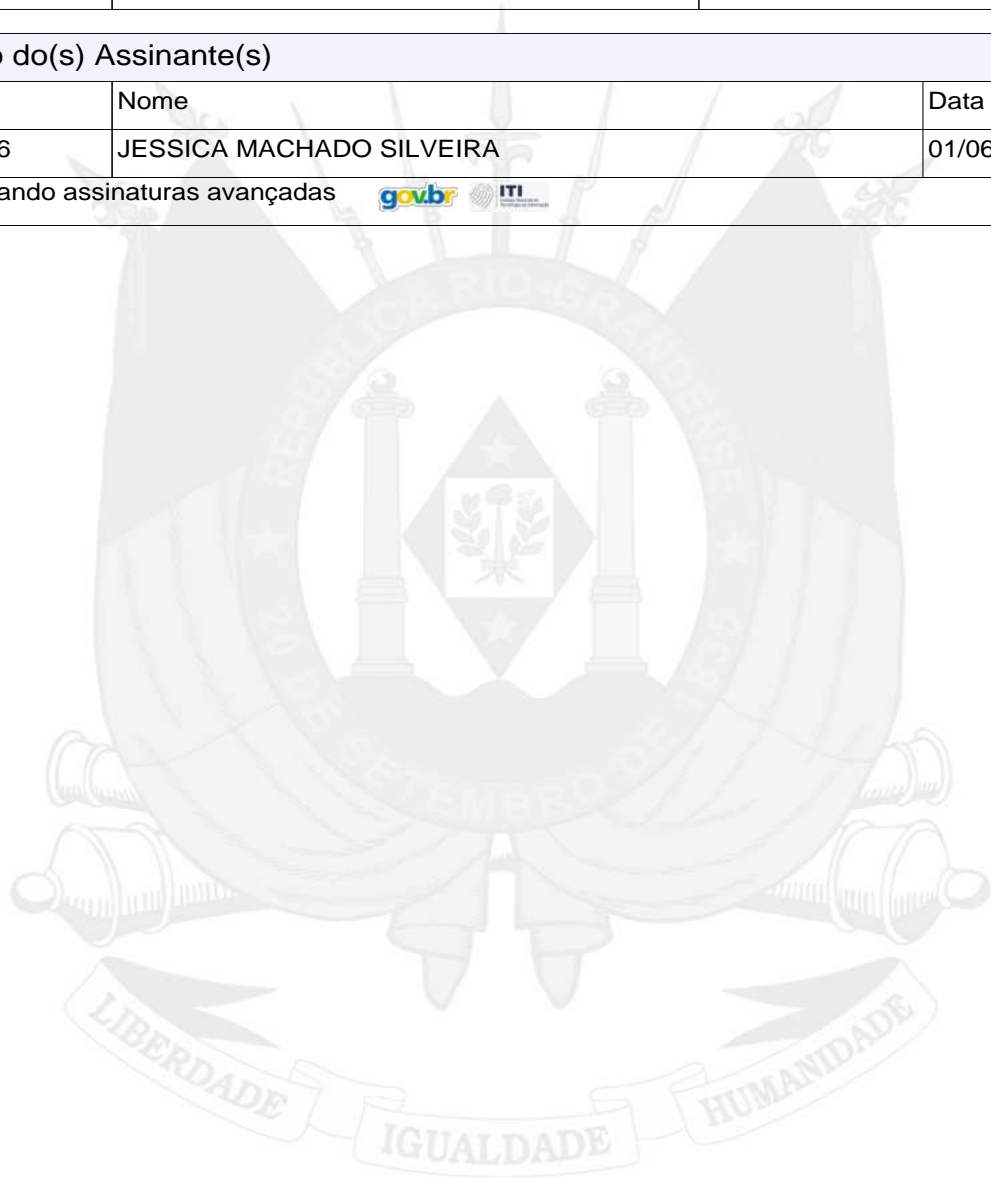 o do(s) Assinante(s)
Nome Data
6 JESSICA MACHADO SILVEIRA 01/06
ando assinaturas avançadas gov.br ITI
REPUBLICA RIO-GRANDENSE
20 DE SETEMBRO DE 1835
LIBERDADE IGUALDADE HUMANIDADE